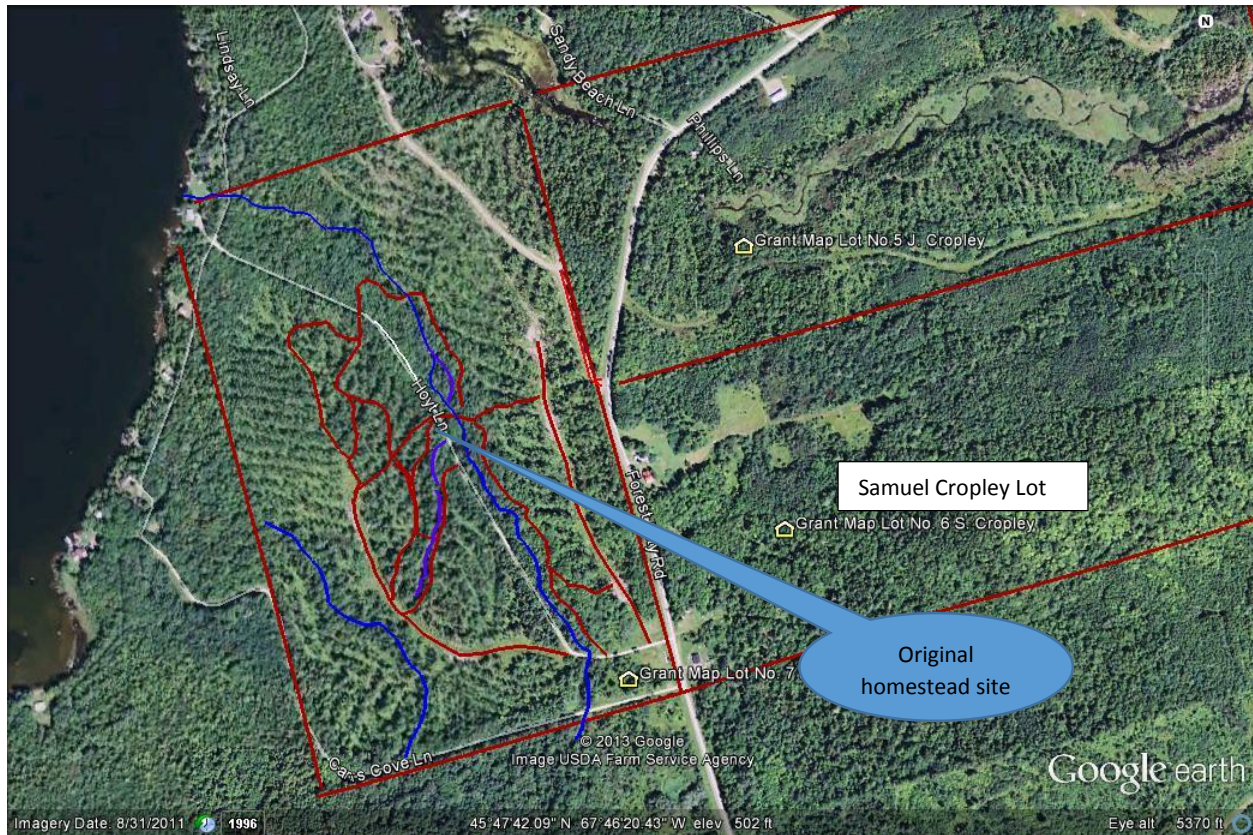 N
Lindsay Ln
Sandy Beach Ln
Phillips Ln
Grant Map Lot No.5 J. Cropley
Hoyt Ln
Samuel Cropley Lot
Grant Map Lot No. 6 S. Cropley
Original
homestead site
Grant Map Lot No. 7
© 2013 Google
Image USDA Farm Service Agency
Google earth
Imagery Date: 8/31/2011
1996
45°47'42.09" N 67°46'20.43" W elev 502 ft
Eye alt 5370 ft